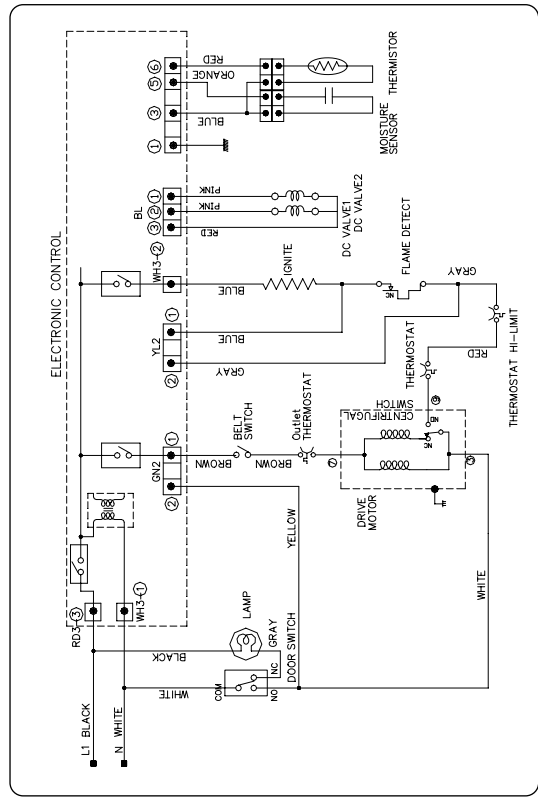 ELECTRONIC CONTROL
6
5
3
1
RED
ORANGE
BLUE
THERMISTOR
MOISTURE
SENSOR
BL
1
2
3
PINK
PINK
RED
DC VALVE1
DC VALVE2
WH3-2
BLUE
IGNITE
FLAME DETECT
NC
GRAY
YL2
1
2
BLUE
GRAY
THERMOSTAT
RED
THERMOSTAT HI-LIMIT
GN2
1
2
BROWN
BELT
SWITCH
BROWN
Outlet
THERMOSTAT
CENTRIFUGAL
SWITCH
NO
NC
DRIVE
MOTOR
YELLOW
WHITE
RD3-3
WH3-1
BLACK
LAMP
GRAY
WHITE
COM
NC
NO
DOOR SWITCH
L1 BLACK
N WHITE